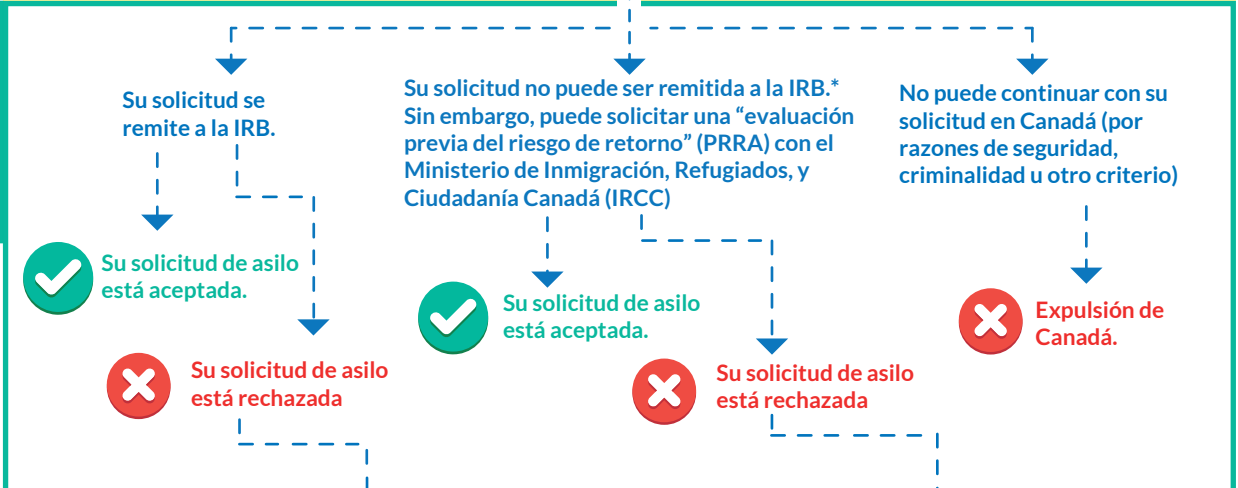 Su solicitud se
remite a la IRB.
Su solicitud no puede ser remitida a la IRB.*
Sin embargo, puede solicitar una “evaluación
previa del riesgo de retorno” (PRRA) con el
Ministerio de Inmigración, Refugiados, y
Ciudadanía Canadá (IRCC)
No puede continuar con su
solicitud en Canadá (por
razones de seguridad,
criminalidad u otro criterio)
Su solicitud de asilo
está aceptada.
Su solicitud de asilo
está aceptada.
Expulsión de
Canadá.
Su solicitud de asilo
está rechazada
Su solicitud de asilo
está rechazada